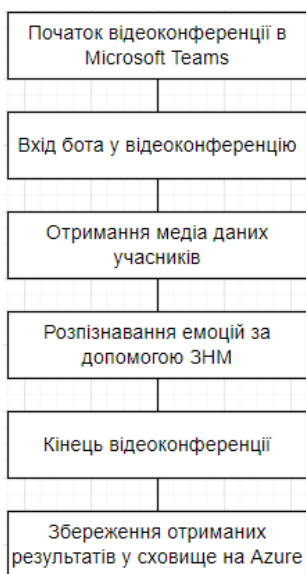 Початок відеоконференції в
Microsoft Teams
Вхід бота у відеоконференцію
Отримання медіа даних
учасників
Розпізнавання емоцій за
допомогою ЗНМ
Кінець відеоконференції
Збереження отриманих
результатів у сховище на Azure